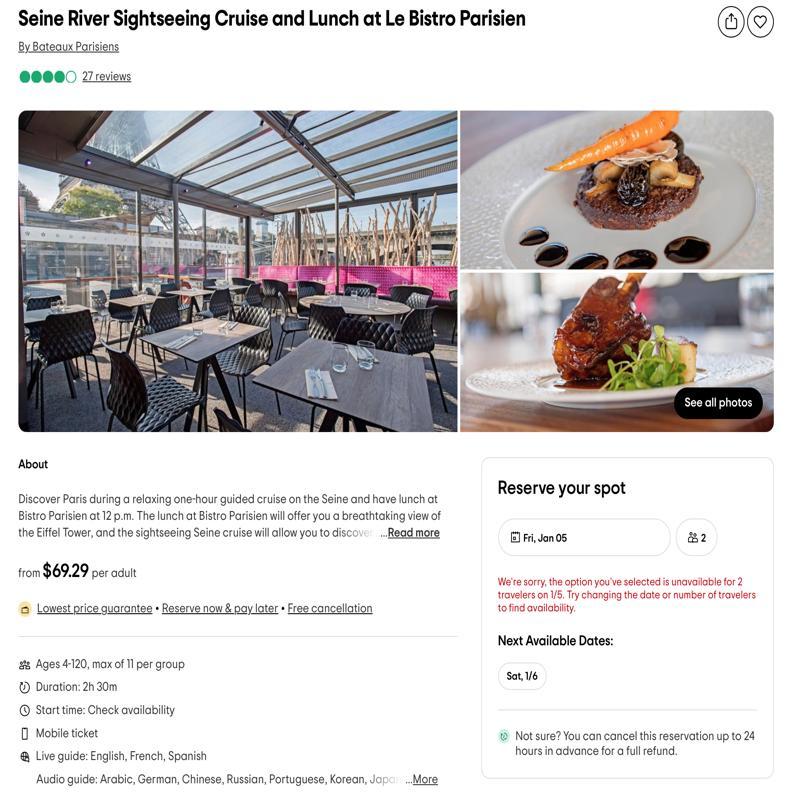 Seine River Sightseeing Cruise and Lunch at Le Bistro Parisien
By Bateaux Parisiens
27 reviews
See all photos
About
Discover Paris during a relaxing one-hour guided cruise on the Seine and have lunch at
Bistro Parisien at 12 p.m. The lunch at Bistro Parisien will offer you a breathtaking view of
the Eiffel Tower, and the sightseeing Seine cruise will allow you to discover ...Read more
from $69.29 per adult
Lowest price guarantee • Reserve now & pay later • Free cancellation
Ages 4-120, max of 11 per group
Duration: 2h 30m
Start time: Check availability
Mobile ticket
Live guide: English, French, Spanish
Audio guide: Arabic, German, Chinese, Russian, Portuguese, Korean, Japan ...More
Reserve your spot
Fri, Jan 05
2
We're sorry, the option you've selected is unavailable for 2
travelers on 1/5. Try changing the date or number of travelers
to find availability.
Next Available Dates:
Sat, 1/6
Not sure? You can cancel this reservation up to 24
hours in advance for a full refund.